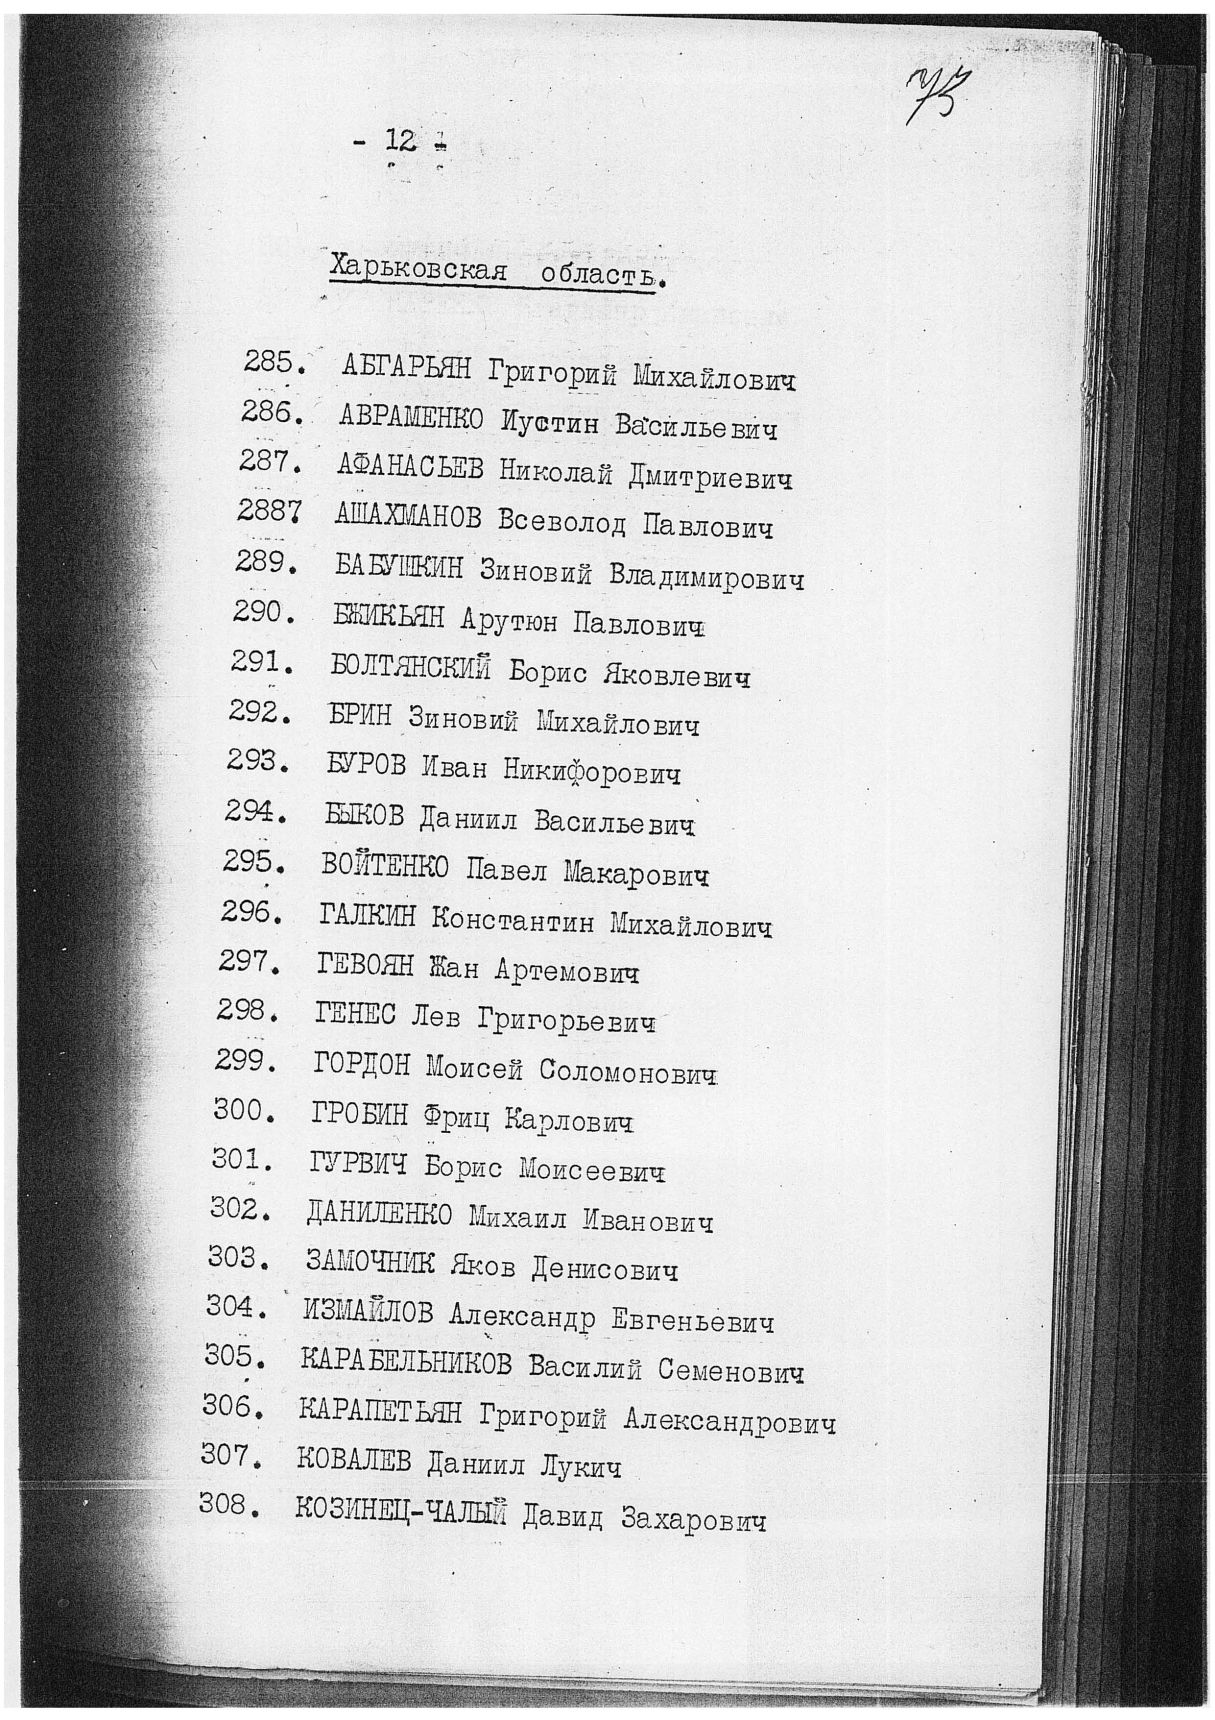 73
- 12 -
Харьковская область.
285. АБГАРЬЯН Григорий Михайлович
286. АВРАМЕНКО Иустин Васильевич
287. АФАНАСЬЕВ Николай Дмитриевич
2887 АШАХМАНОВ Всеволод Павлович
289. БАБУШКИН Зиновий Владимирович
290. БЖИКЬЯН Арутюн Павлович
291. БОЛТЯНСКИЙ Борис Яковлевич
292. БРИН Зиновий Михайлович
293. БУРОВ Иван Никифорович
294. БЫКОВ Даниил Васильевич
295. ВОЙТЕНКО Павел Макарович
296. ГАЛКИН Константин Михайлович
297. ГЕВОЯН Жан Артемович
298. ГЕНЕС Лев Григорьевич
299. ГОРДОН Моисей Соломонович
300. ГРОБИН Фриц Карлович
301. ГУРВИЧ Борис Моисеевич
302. ДАНИЛЕНКО Михаил Иванович
303. ЗАМОЧНИК Яков Денисович
304. ИЗМАЙЛОВ Александр Евгеньевич
305. КАРАБЕЛЬНИКОВ Василий Семенович
306. КАРАПЕТЬЯН Григорий Александрович
307. КОВАЛЕВ Даниил Лукич
308. КОЗИНЕЦ-ЧАЛЫЙ Давид Захарович